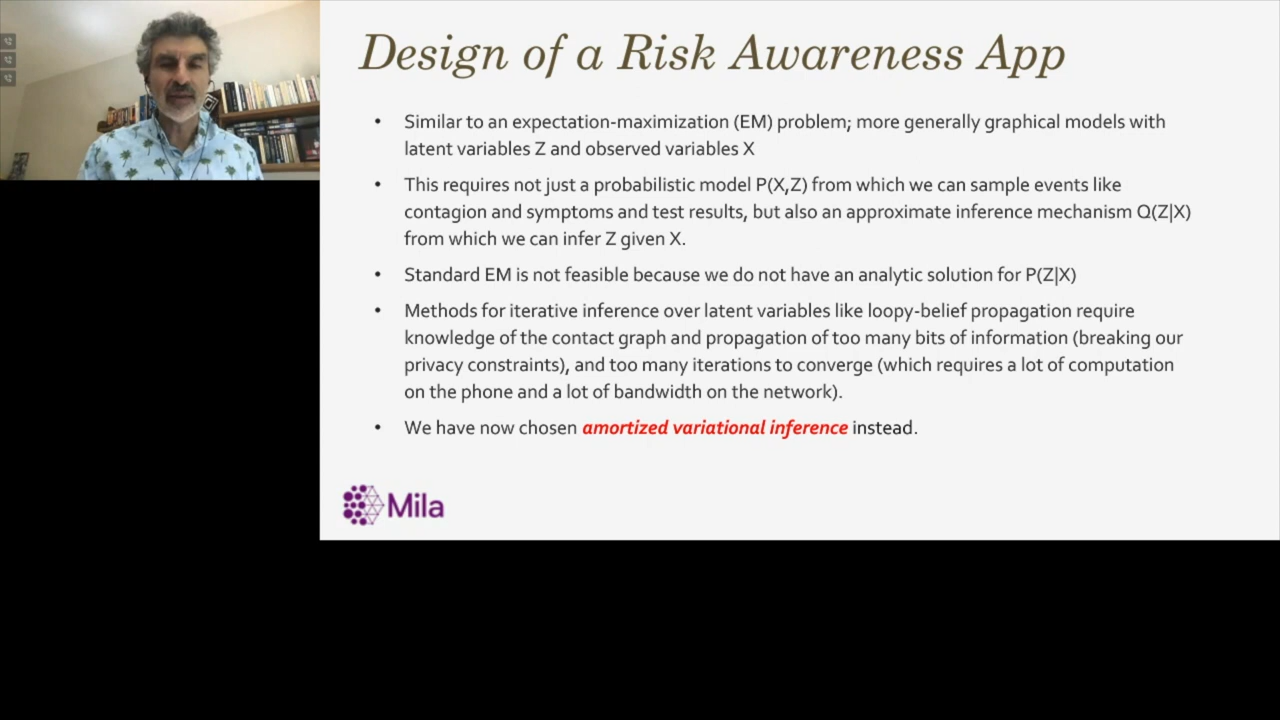 Design of a Risk Awareness App
• Similar to an expectation-maximization (EM) problem; more generally graphical models with
latent variables Z and observed variables X
• This requires not just a probabilistic model P(X,Z) from which we can sample events like
contagion and symptoms and test results, but also an approximate inference mechanism Q(Z|X)
from which we can infer Z given X.
• Standard EM is not feasible because we do not have an analytic solution for P(Z|X)
• Methods for iterative inference over latent variables like loopy-belief propagation require
knowledge of the contact graph and propagation of too many bits of information (breaking our
privacy constraints), and too many iterations to converge (which requires a lot of computation
on the phone and a lot of bandwidth on the network).
• We have now chosen amortized variational inference instead.
Mila